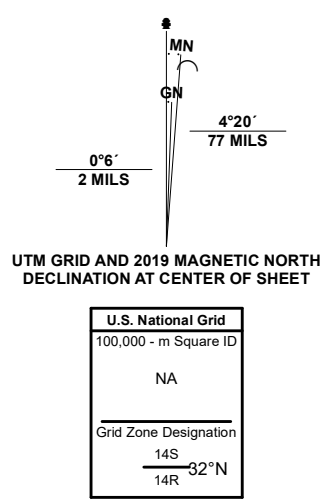 MN
GN
4°20´
77 MILS
0°6´
2 MILS
UTM GRID AND 2019 MAGNETIC NORTH
DECLINATION AT CENTER OF SHEET
U.S. National Grid
100,000 - m Square ID
NA
Grid Zone Designation
14S
32°N
14R